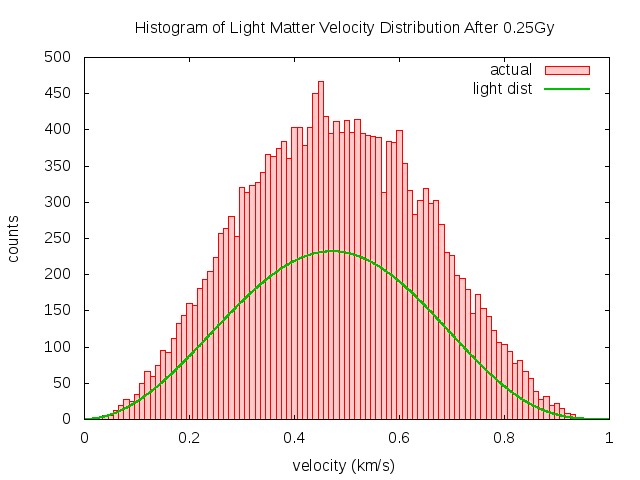 Histogram of Light Matter Velocity Distribution After 0.25Gy
500
450
400
350
300
250
200
150
100
50
0
counts
actual
light dist
0 0.2 0.4 0.6 0.8 1
velocity (km/s)